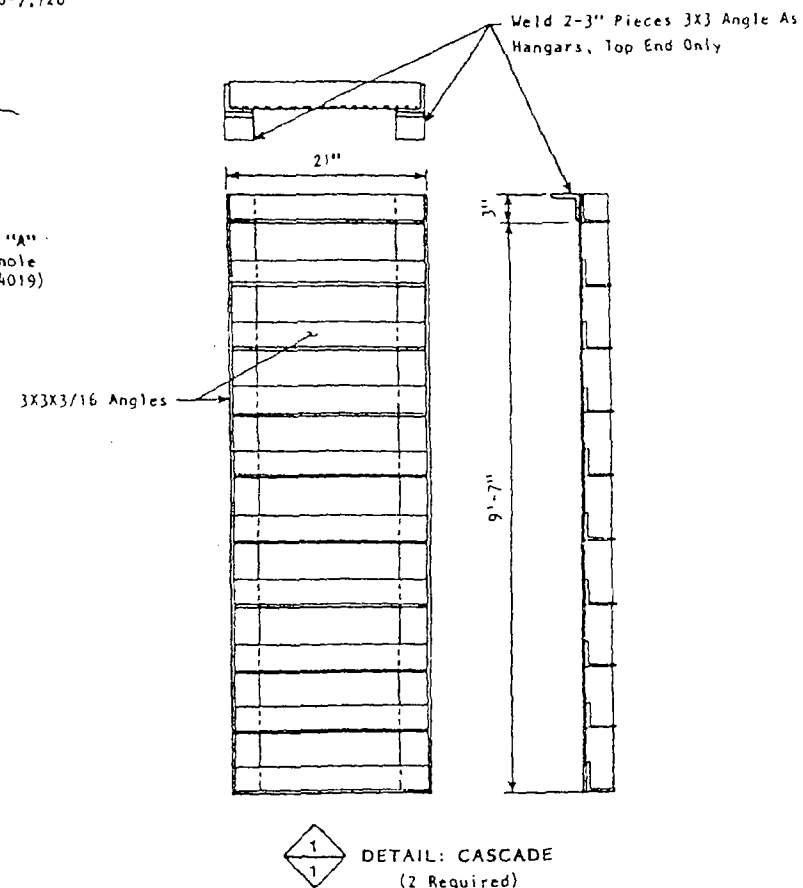 Weld 2-3" Pieces 3X3 Angle As
Hangars, Top End Only
21"
3"
"A"
4019)
3X3X3/16 Angles
9'-7"
1
1
DETAIL: CASCADE
(2 Required)